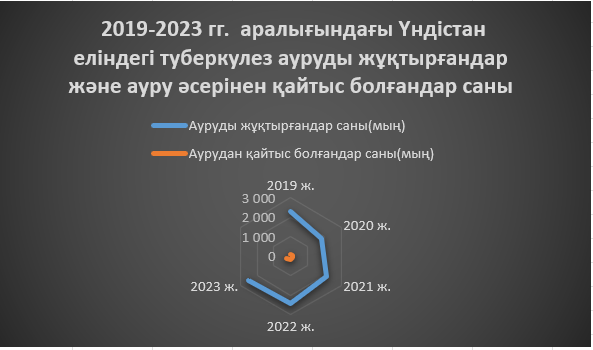 2019-2023 гг. аралығындағы Үндістан
еліндегі туберкулез ауруды жұқтырғандар
және ауру әсерінен қайтыс болғандар саны
Ауруды жұқтырғандар саны(мың)
Аурудан қайтыс болғандар саны(мың)
2019 ж.
3 000
2020 ж.
2 000
1 000
0
2023 ж.
2021 ж.
2022 ж.